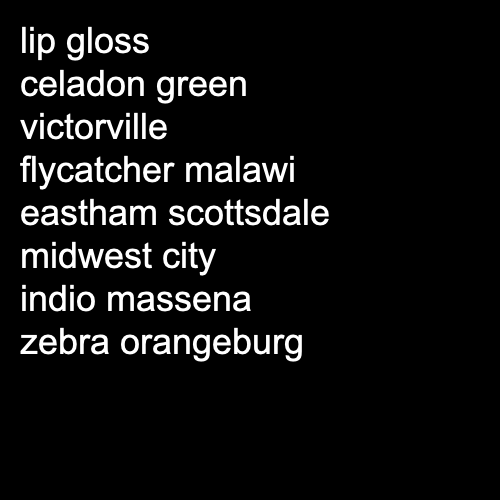 lip gloss
celadon green
victorville
flycatcher malawi
eastham scottsdale
midwest city
indio massena
zebra orangeburg